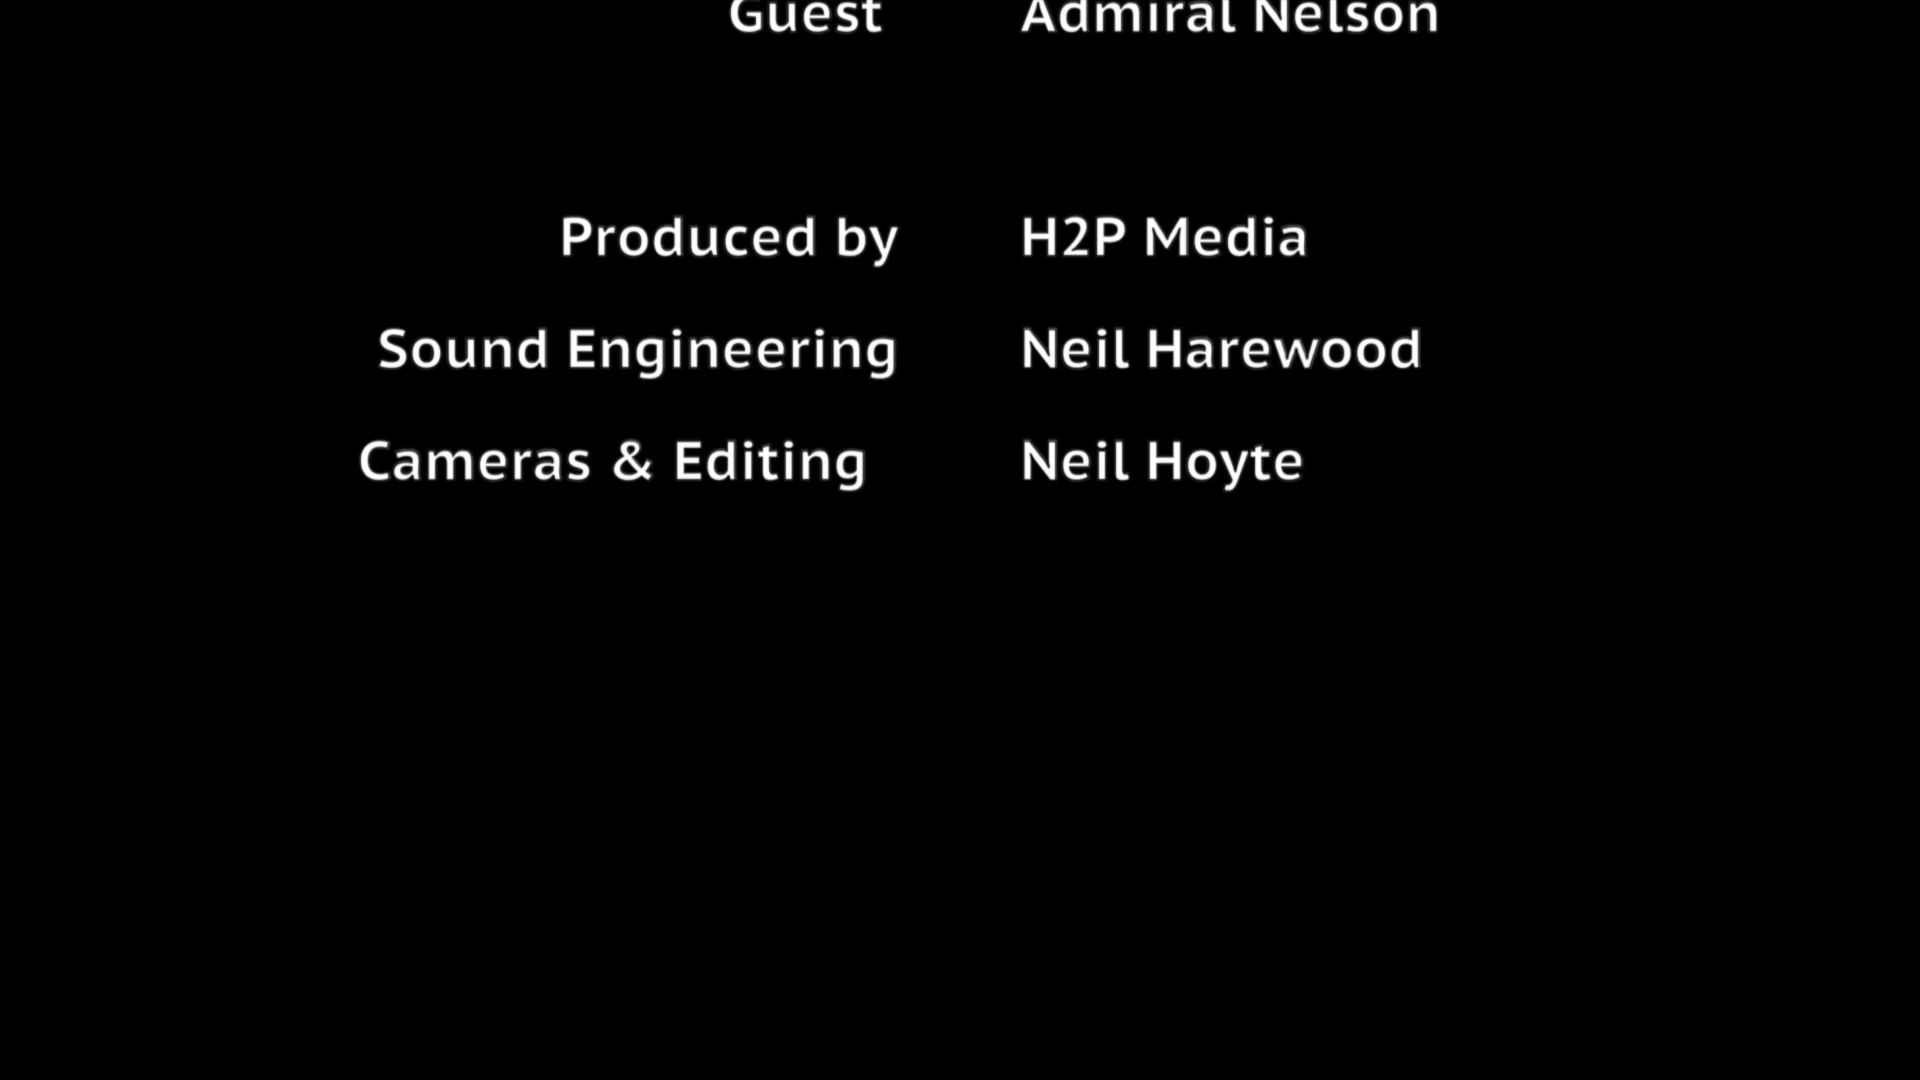 Guest Admiral Nelson
Produced by H2P Media
Sound Engineering Neil Harewood
Cameras & Editing Neil Hoyte